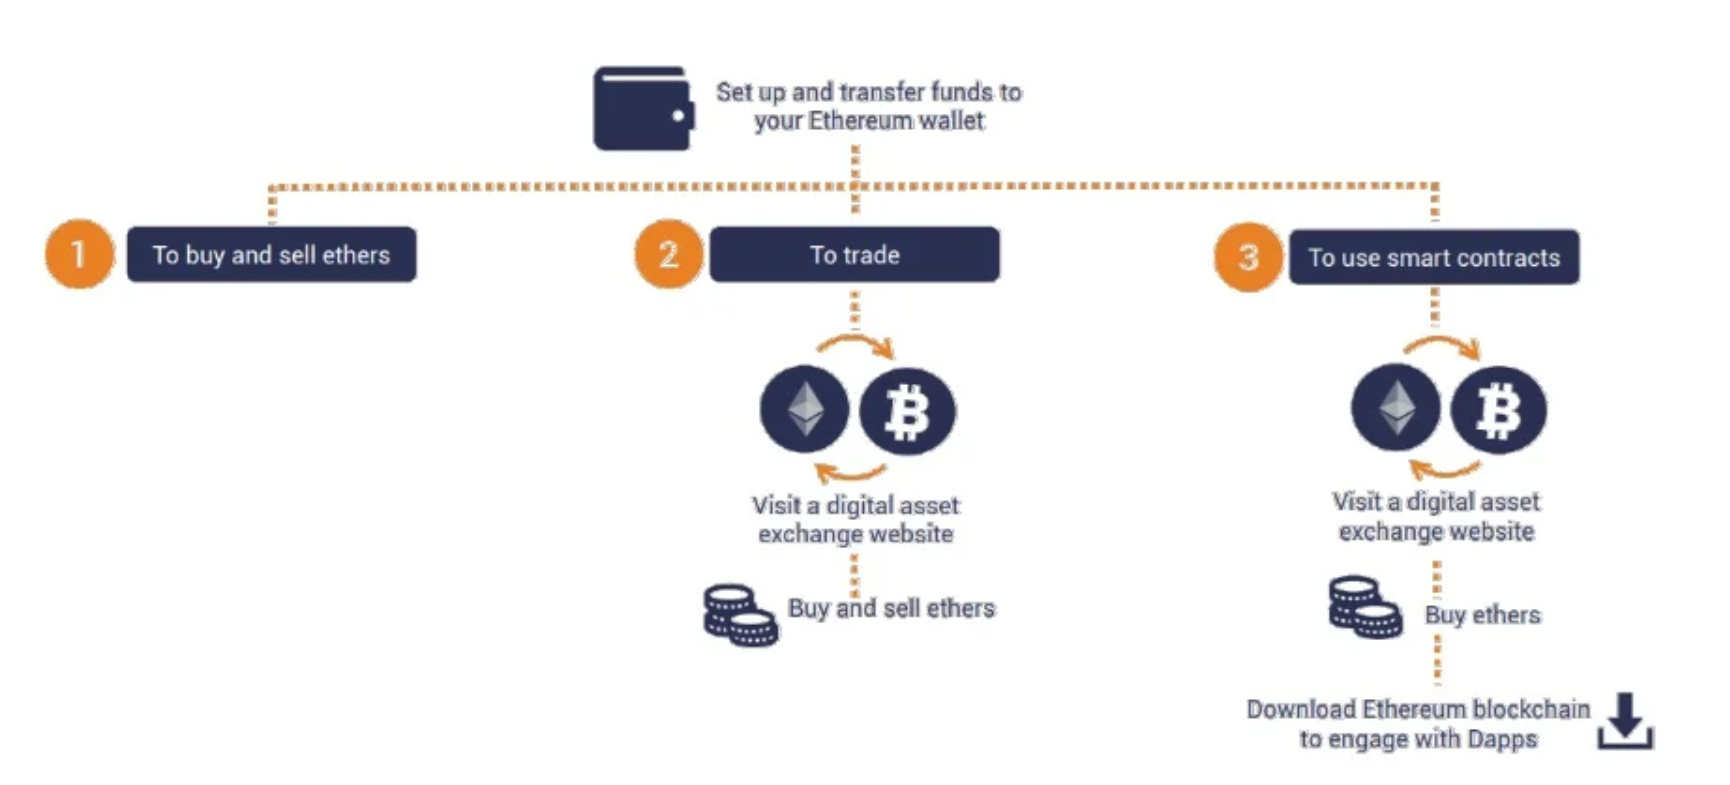 Set up and transfer funds to
your Ethereum wallet
1
To buy and sell ethers
2
To trade
3
To use smart contracts
Visit a digital asset
exchange website
Buy and sell ethers
Visit a digital asset
exchange website
Buy ethers
Download Ethereum blockchain
to engage with Dapps